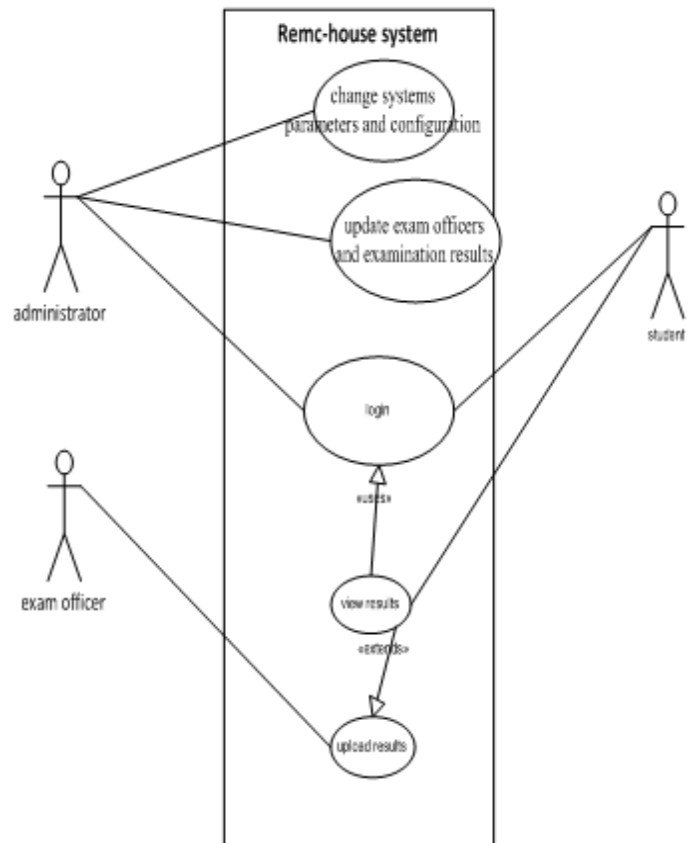 Remc-house system
change systems
parameters and configuration
update exam officers
and examination results
administrator
student
login
«uses»
exam officer
view results
«extends»
upload results